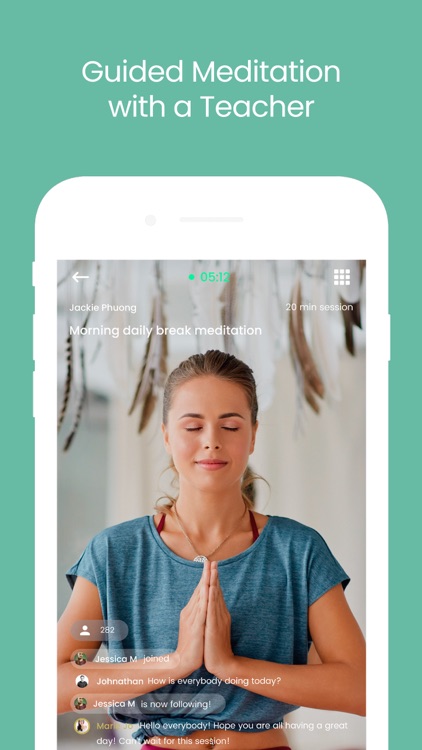 Guided Meditation
with a Teacher
05:12
Jackie Phuong
20 min session
Morning daily break meditation
282
Jessica M joined
Johnathan How is everybody doing today?
Jessica M is now following!
Hello everybody! Hope you are all having a great
day! Can't wait for this session!